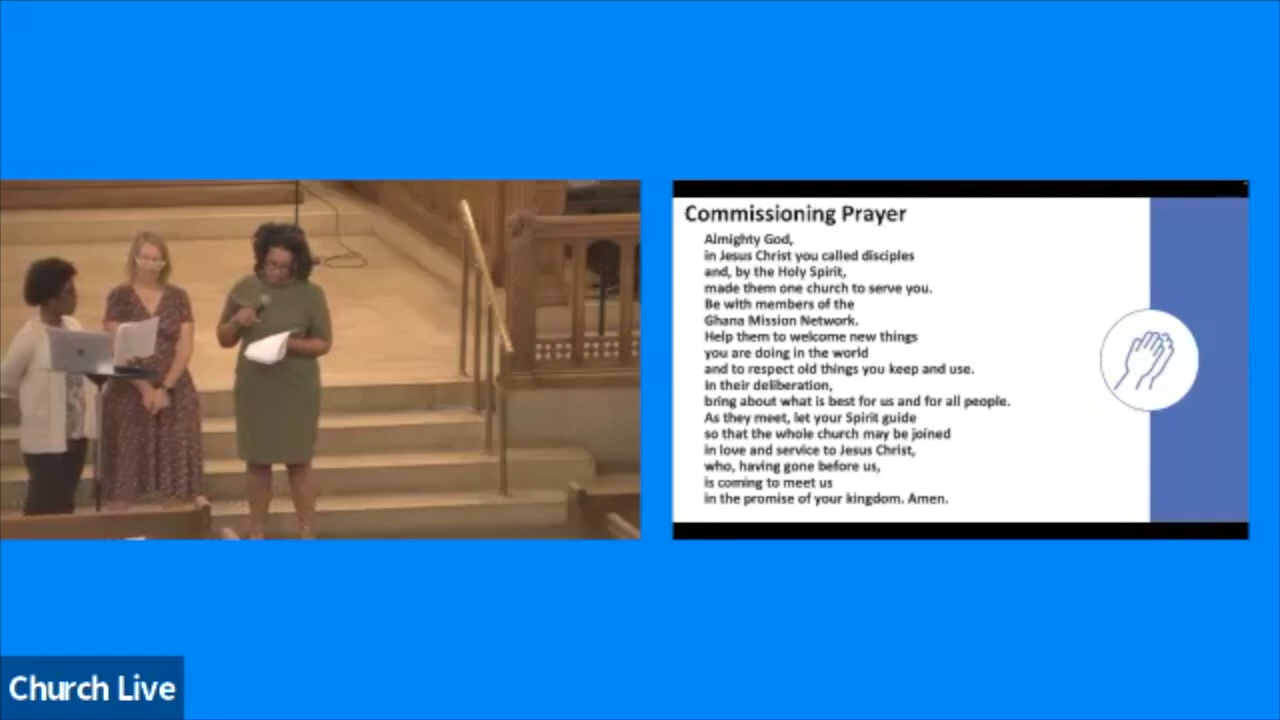 Commissioning Prayer
Almighty God,
in Jesus Christ you called disciples
and, by the Holy Spirit,
made them one church to serve you.
Be with members of the
Ghana Mission Network.
Help them to welcome new things
you are doing in the world
and to respect old things you keep and use.
In their deliberation,
bring about what is best for us and for all people.
As they meet, let your Spirit guide
so that the whole church may be joined
in love and service to Jesus Christ,
who, having gone before us,
is coming to meet us
in the promise of your kingdom. Amen.
Church Live